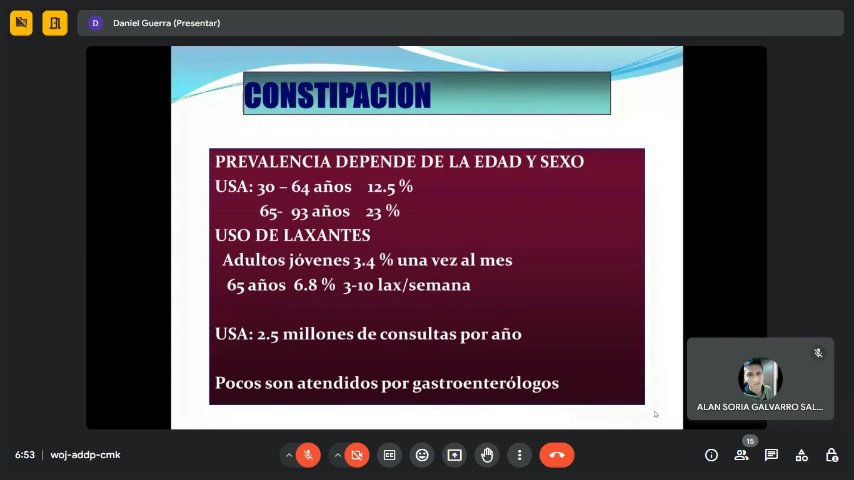 D
Daniel Guerra (Presentar)
CONSTIPACION
PREVALENCIA DEPENDE DE LA EDAD Y SEXO
USA: 30 – 64 años 12.5 %
65- 93 años 23 %
USO DE LAXANTES
Adultos jóvenes 3.4 % una vez al mes
65 años 6.8 % 3-10 lax/semana
USA: 2.5 millones de consultas por año
Pocos son atendidos por gastroenterólogos
ALAN SORIA GALVARRO SAL...
6:53 | woj-addp-cmk
CC
15